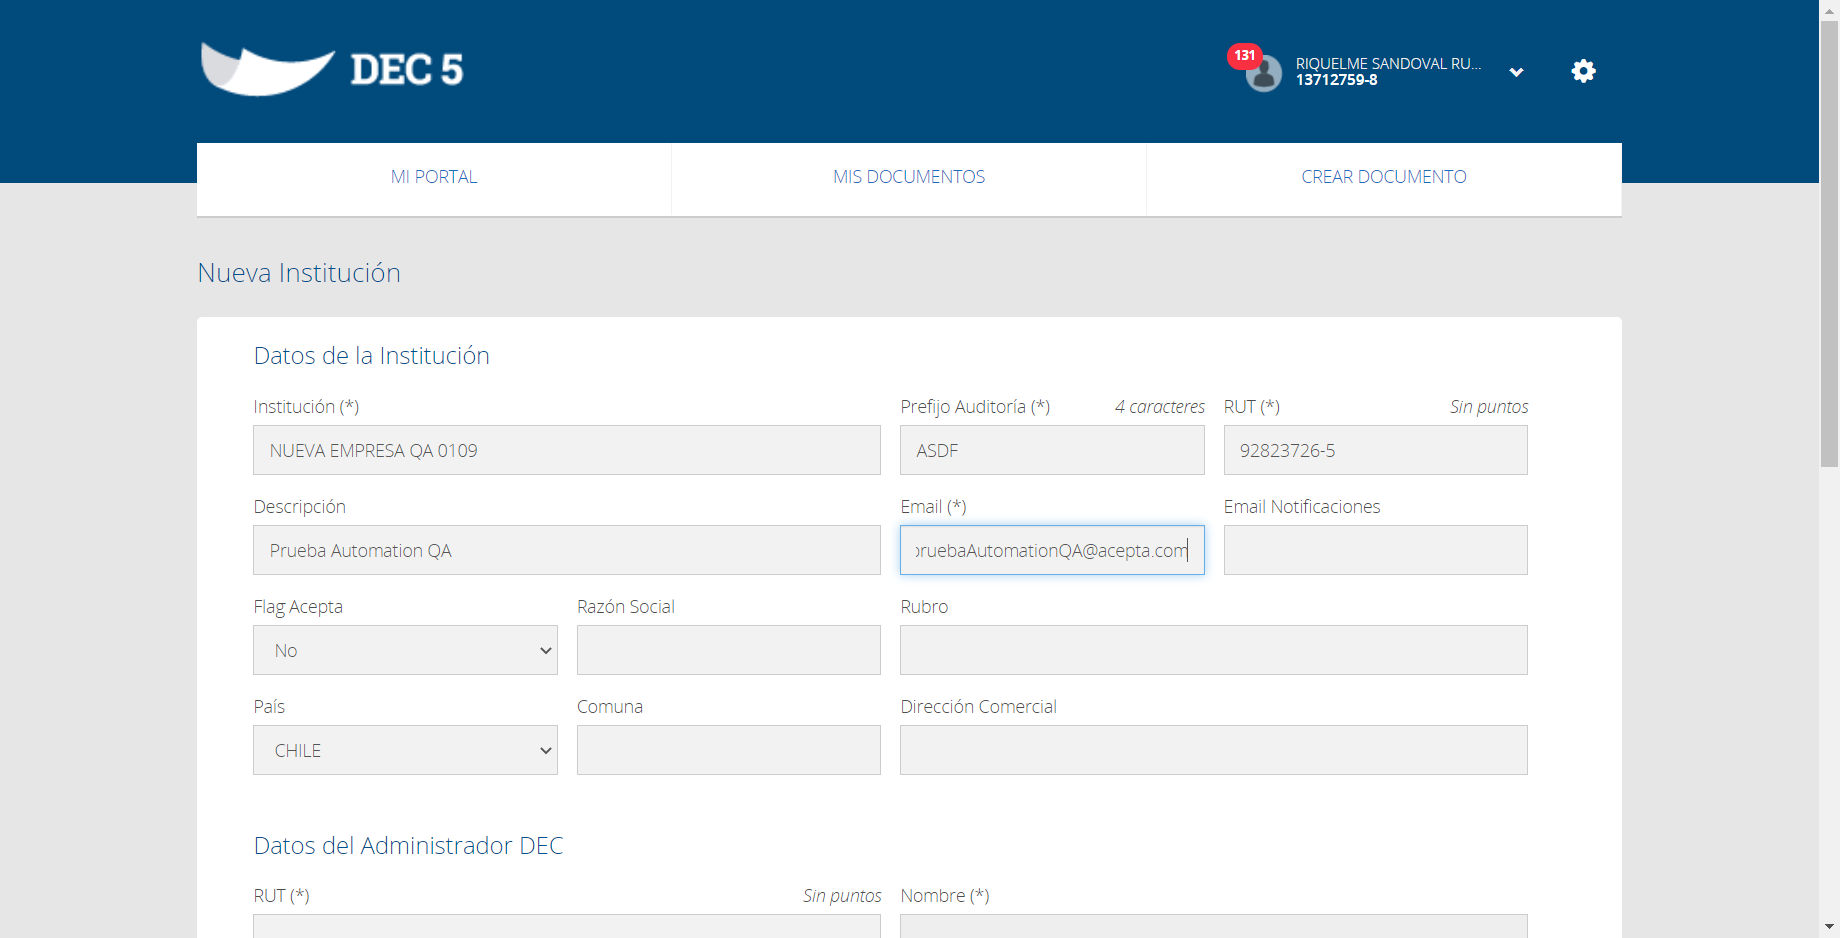 DEC 5
131
RIQUELME SANDOVAL RU...
13712759-8
MI PORTAL
MIS DOCUMENTOS
CREAR DOCUMENTO
Nueva Institución
Datos de la Institución
Institución (*)
Prefijo Auditoría (*) 4 caracteres
RUT (*) Sin puntos
NUEVA EMPRESA QA 0109
ASDF
92823726-5
Descripción
Email (*)
Email Notificaciones
Prueba Automation QA
pruebaAutomationQA@acepta.com
Flag Acepta
Razón Social
Rubro
No
País
Comuna
Dirección Comercial
CHILE
Datos del Administrador DEC
RUT (*) Sin puntos
Nombre (*)